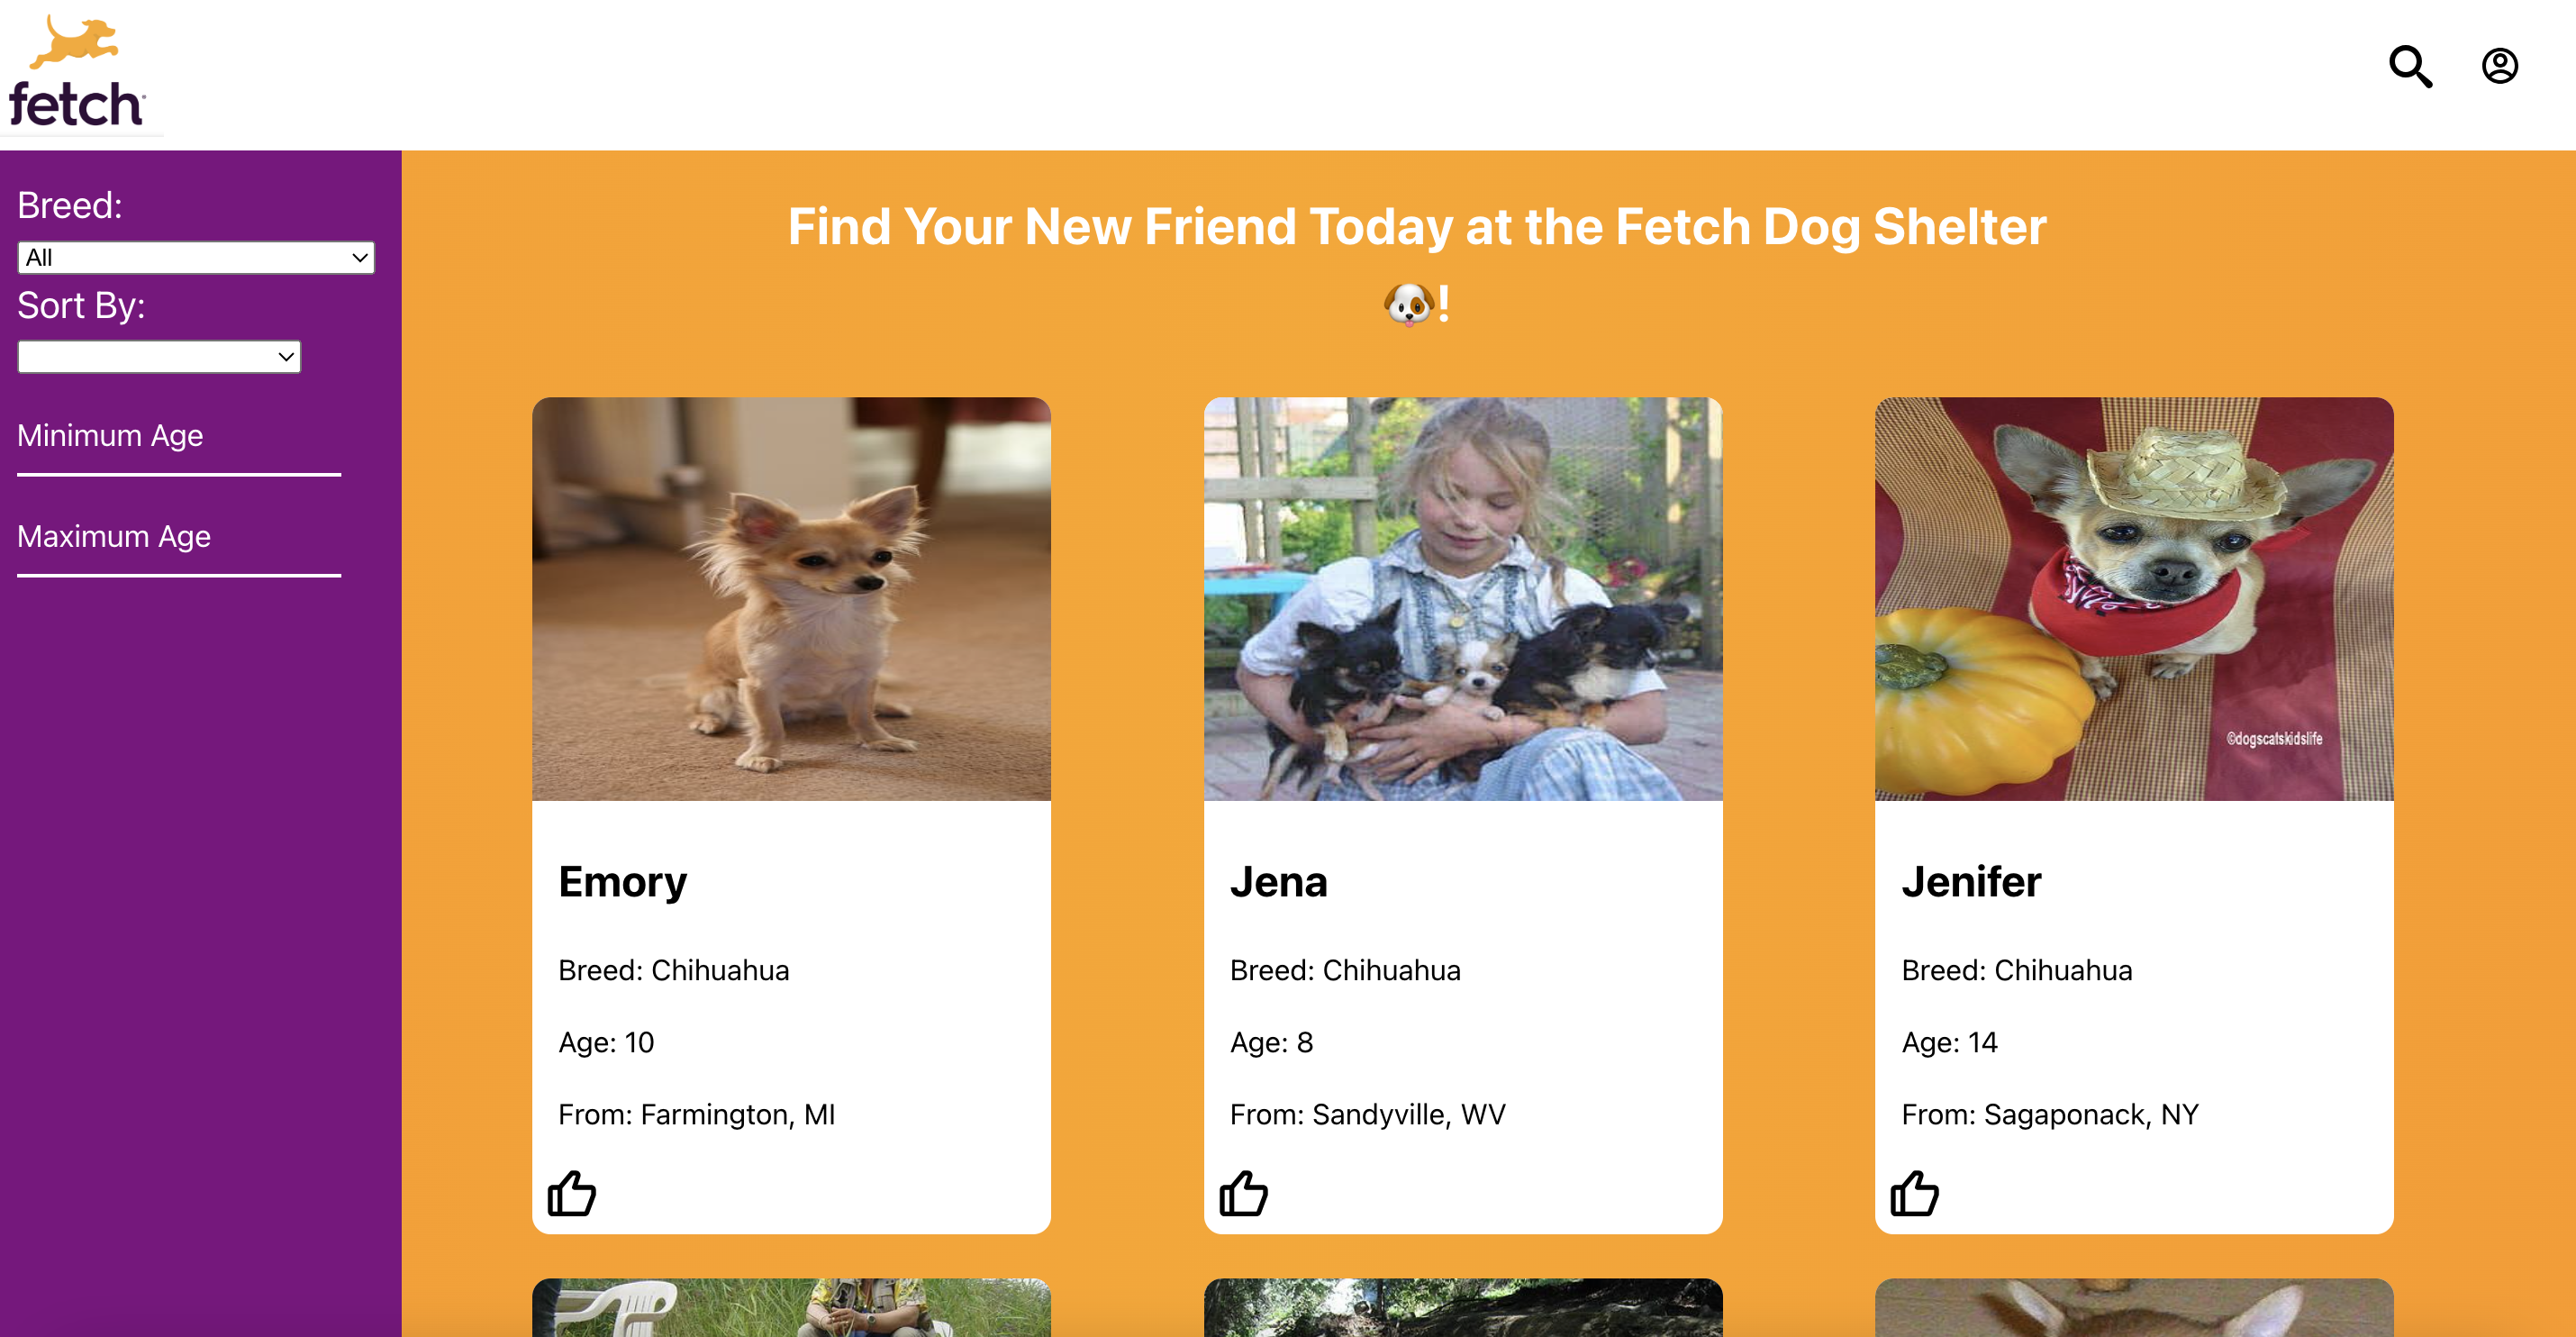 fetch
Breed:
All
Sort By:
Minimum Age
Maximum Age
Find Your New Friend Today at the Fetch Dog Shelter
🐶!
©dogscatskidslife
Emory
Breed: Chihuahua
Age: 10
From: Farmington, MI
Jena
Breed: Chihuahua
Age: 8
From: Sandyville, WV
Jenifer
Breed: Chihuahua
Age: 14
From: Sagaponack, NY